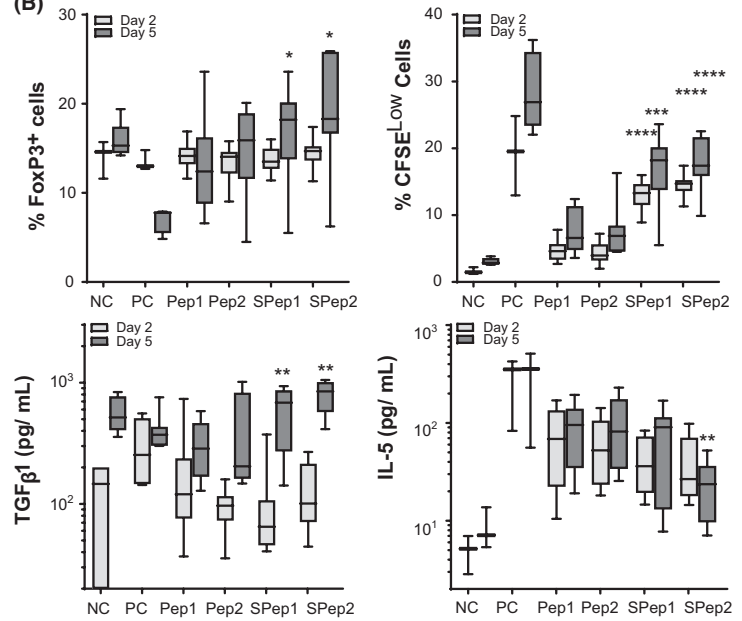 (B)
% FoxP3+ cells
30
20
10
0
Day 2
Day 5
*
*
NC PC Pep1 Pep2 SPep1 SPep2
% CFSELow Cells
40
30
20
10
0
Day 2
Day 5
****
***
****
****
NC PC Pep1 Pep2 SPep1 SPep2
TGFβ1 (pg/ mL)
10³
10²
Day 2
Day 5
**
**
NC PC Pep1 Pep2 SPep1 SPep2
IL-5 (pg/ mL)
10³
10²
10¹
Day 2
Day 5
**
NC PC Pep1 Pep2 SPep1 SPep2